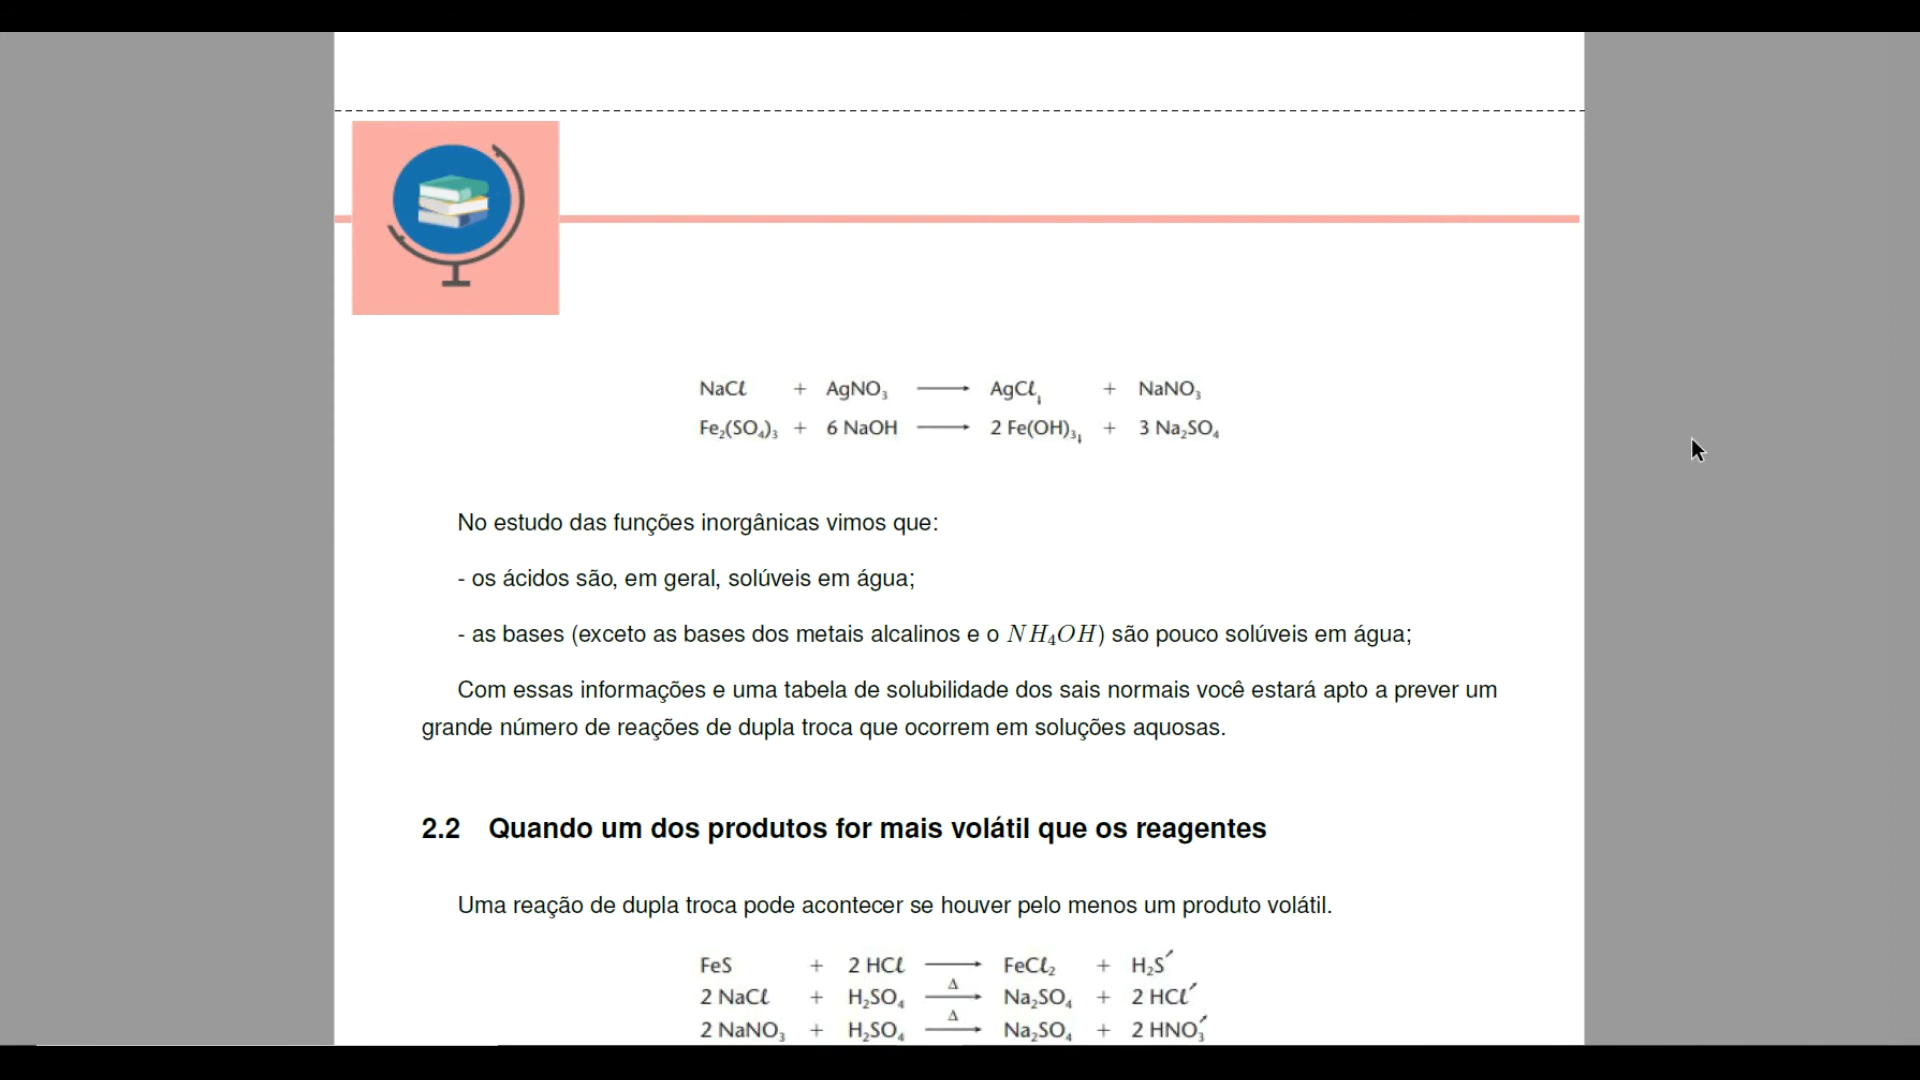 NaCℓ + AgNO₃ ⟶ AgCℓ↓ + NaNO₃
Fe₂(SO₄)₃ + 6 NaOH ⟶ 2 Fe(OH)₃↓ + 3 Na₂SO₄
No estudo das funções inorgânicas vimos que:
- os ácidos são, em geral, solúveis em água;
- as bases (exceto as bases dos metais alcalinos e o NH₄OH) são pouco solúveis em água;
Com essas informações e uma tabela de solubilidade dos sais normais você estará apto a prever um
grande número de reações de dupla troca que ocorrem em soluções aquosas.
2.2 Quando um dos produtos for mais volátil que os reagentes
Uma reação de dupla troca pode acontecer se houver pelo menos um produto volátil.
FeS + 2 HCℓ ⟶ FeCℓ₂ + H₂S↗
2 NaCℓ + H₂SO₄ ⟶Δ Na₂SO₄ + 2 HCℓ↗
2 NaNO₃ + H₂SO₄ ⟶Δ Na₂SO₄ + 2 HNO₃↗